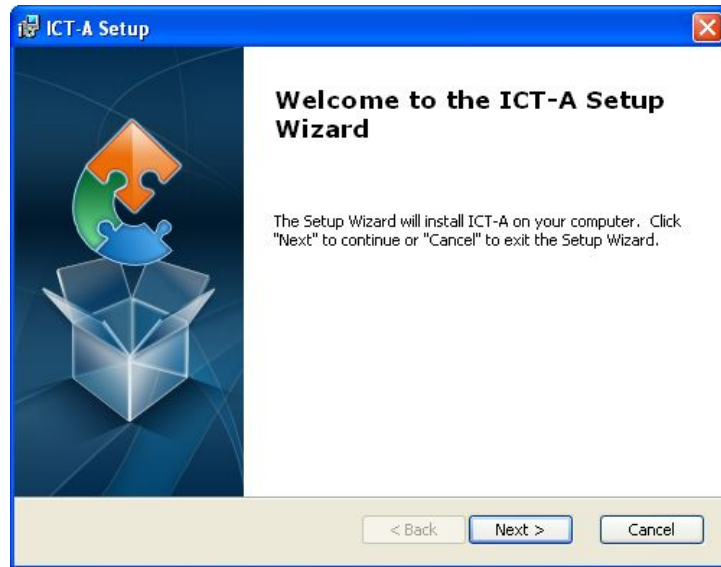 ICT-A Setup
Welcome to the ICT-A Setup
Wizard
The Setup Wizard will install ICT-A on your computer. Click
"Next" to continue or "Cancel" to exit the Setup Wizard.
< Back Next > Cancel